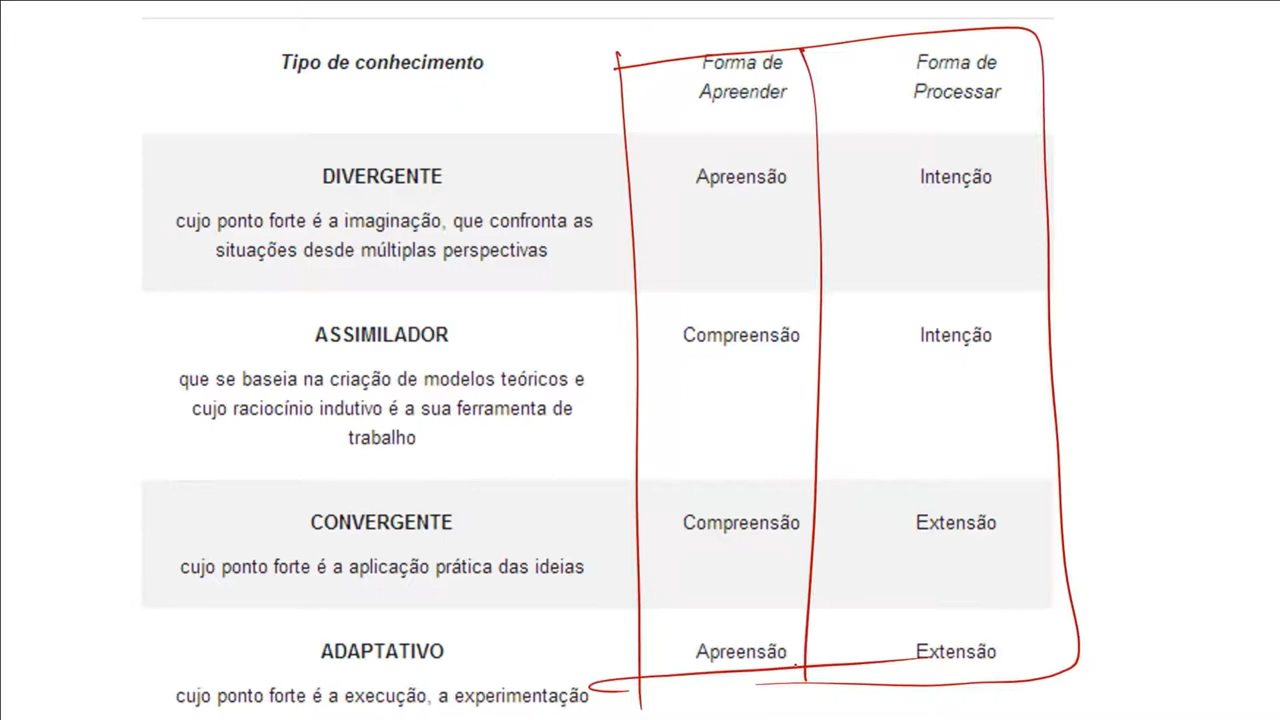 Tipo de conhecimento
Forma de
Apreender
Forma de
Processar
DIVERGENTE
cujo ponto forte é a imaginação, que confronta as
situações desde múltiplas perspectivas
Apreensão
Intenção
ASSIMILADOR
que se baseia na criação de modelos teóricos e
cujo raciocínio indutivo é a sua ferramenta de
trabalho
Compreensão
Intenção
CONVERGENTE
cujo ponto forte é a aplicação prática das ideias
Compreensão
Extensão
ADAPTATIVO
cujo ponto forte é a execução, a experimentação
Apreensão
Extensão